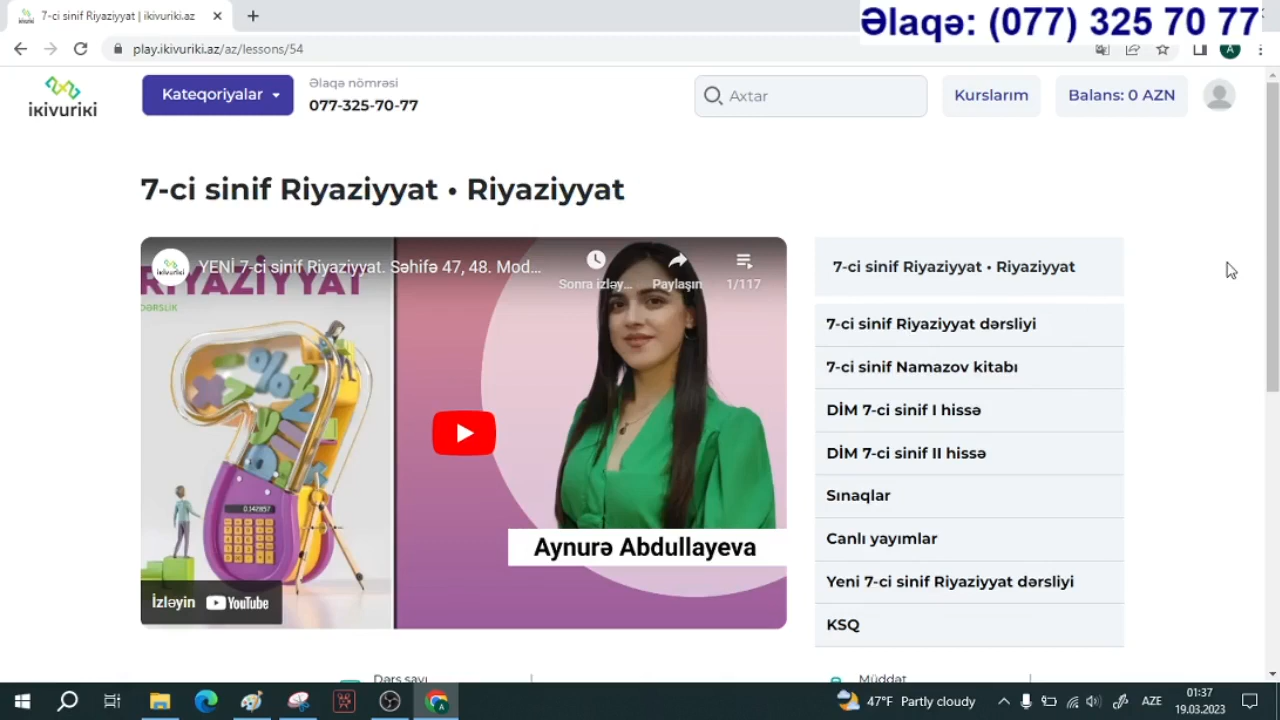 7-ci sinif Riyaziyyat | ikivuriki.az
Əlaqə: (077) 325 70 77
play.ikivuriki.az/az/lessons/54
A
ikivuriki
Kateqoriyalar
Əlaqə nömrəsi
077-325-70-77
Axtar
Kurslarım
Balans: 0 AZN
7-ci sinif Riyaziyyat • Riyaziyyat
ikivuriki
YENİ 7-ci sinif Riyaziyyat. Səhifə 47, 48. Mod...
Sonra izləy...
Paylaşın
1/117
RİYAZİYYAT
DƏRSLİK
Aynurə Abdullayeva
İzləyin YouTube
7-ci sinif Riyaziyyat • Riyaziyyat
7-ci sinif Riyaziyyat dərsliyi
7-ci sinif Namazov kitabı
DİM 7-ci sinif I hissə
DİM 7-ci sinif II hissə
Sınaqlar
Canlı yayımlar
Yeni 7-ci sinif Riyaziyyat dərsliyi
KSQ
Dərs sayı
Müddət
47°F Partly cloudy
AZE
01:37
19.03.2023